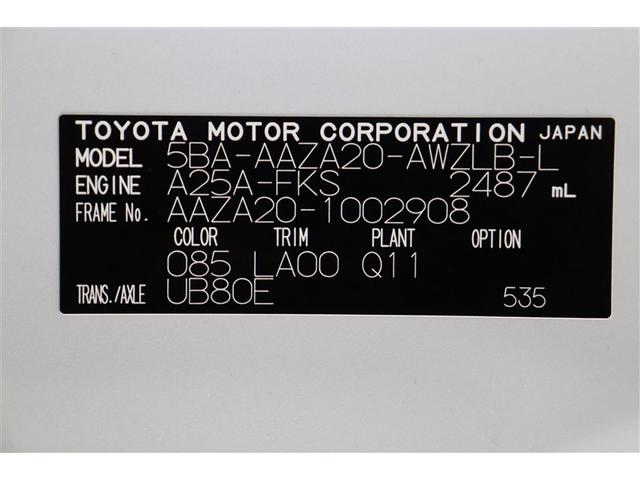 TOYOTA MOTOR CORPORATION JAPAN
MODEL 5BA-AAZA20-AWZLB-L
ENGINE A25A-FKS 2487 mL
FRAME No. AAZA20-1002908
COLOR TRIM PLANT OPTION
085 LA00 Q11
TRANS./AXLE UB80E 535